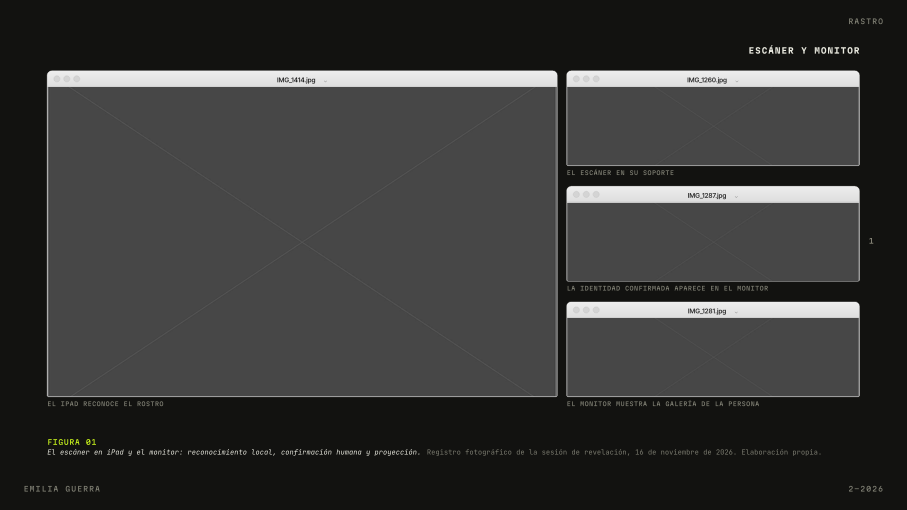 RASTRO
ESCÁNER Y MONITOR
IMG_1414.jpg
IMG_1260.jpg
EL ESCÁNER EN SU SOPORTE
IMG_1287.jpg
1
LA IDENTIDAD CONFIRMADA APARECE EN EL MONITOR
IMG_1281.jpg
EL IPAD RECONOCE EL ROSTRO
EL MONITOR MUESTRA LA GALERÍA DE LA PERSONA
FIGURA 01
El escáner en iPad y el monitor: reconocimiento local, confirmación humana y proyección. Registro fotográfico de la sesión de revelación, 16 de noviembre de 2026. Elaboración propia.
EMILIA GUERRA
2–2026